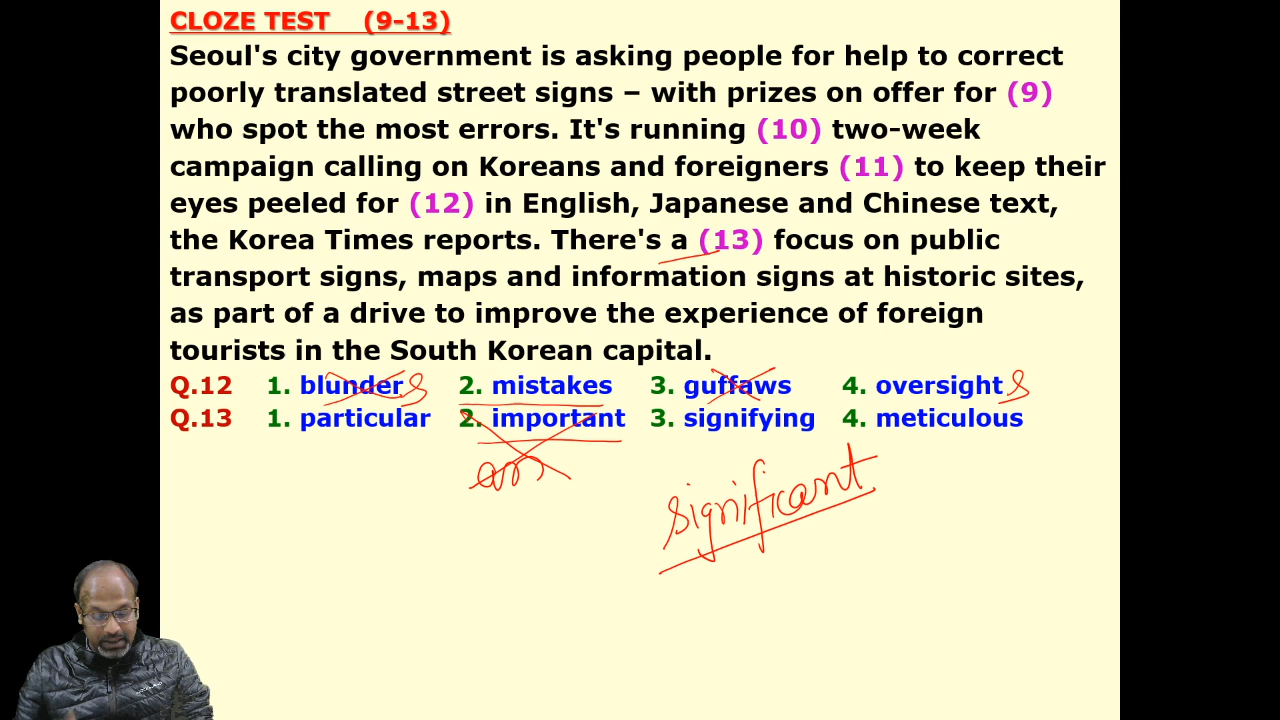 CLOZE TEST (9-13)
Seoul's city government is asking people for help to correct
poorly translated street signs – with prizes on offer for (9)
who spot the most errors. It's running (10) two-week
campaign calling on Koreans and foreigners (11) to keep their
eyes peeled for (12) in English, Japanese and Chinese text,
the Korea Times reports. There's a (13) focus on public
transport signs, maps and information signs at historic sites,
as part of a drive to improve the experience of foreign
tourists in the South Korean capital.
Q.12 1. blunder s 2. mistakes 3. guffaws 4. oversight s
Q.13 1. particular 2. important 3. signifying 4. meticulous
an
significant